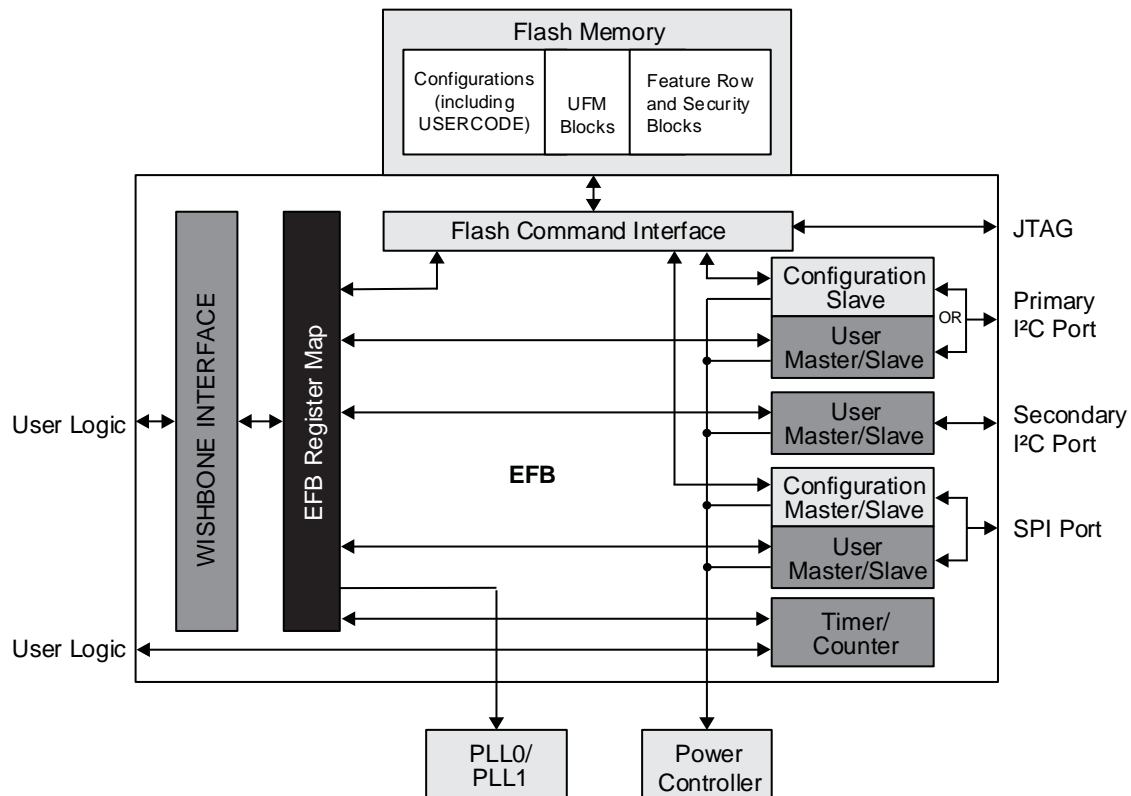 Flash Memory
Configurations
(including
USERCODE)
UFM
Blocks
Feature Row
and Security
Blocks
Flash Command Interface
JTAG
WISHBONE INTERFACE
EFB Register Map
Configuration
Slave
OR
User
Master/Slave
Primary
I²C Port
User Logic
User
Master/Slave
Secondary
I²C Port
EFB
Configuration
Master/Slave
User
Master/Slave
SPI Port
User Logic
Timer/
Counter
PLL0/
PLL1
Power
Controller